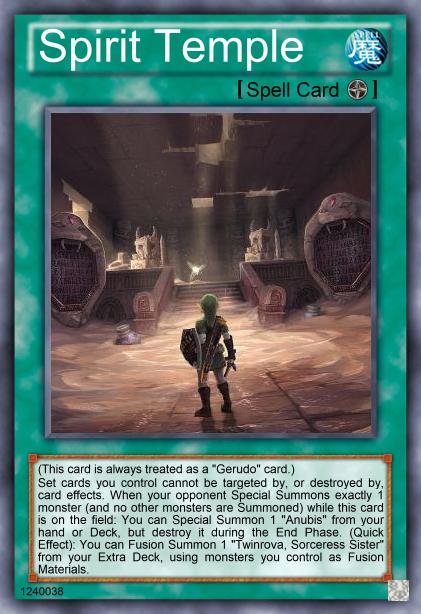 Spirit Temple
SPELL
魔
[ Spell Card ]
(This card is always treated as a "Gerudo" card.)
Set cards you control cannot be targeted by, or destroyed by,
card effects. When your opponent Special Summons exactly 1
monster (and no other monsters are Summoned) while this card
is on the field: You can Special Summon 1 "Anubis" from your
hand or Deck, but destroy it during the End Phase. (Quick
Effect): You can Fusion Summon 1 "Twinrova, Sorceress Sister"
from your Extra Deck, using monsters you control as Fusion
Materials.
1240038